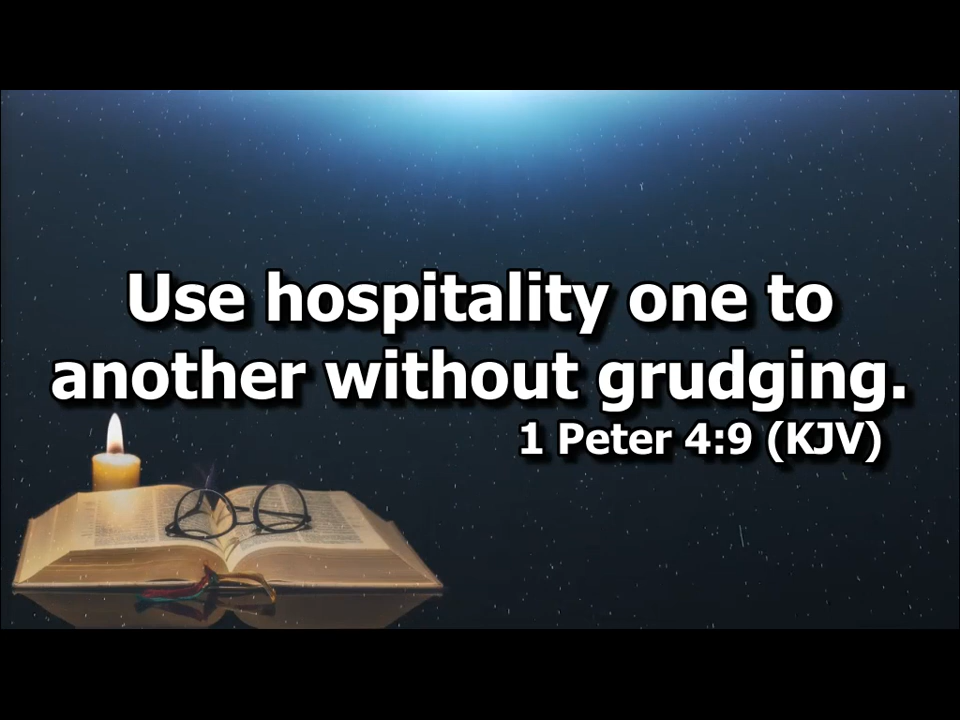 Use hospitality one to
another without grudging.
1 Peter 4:9 (KJV)